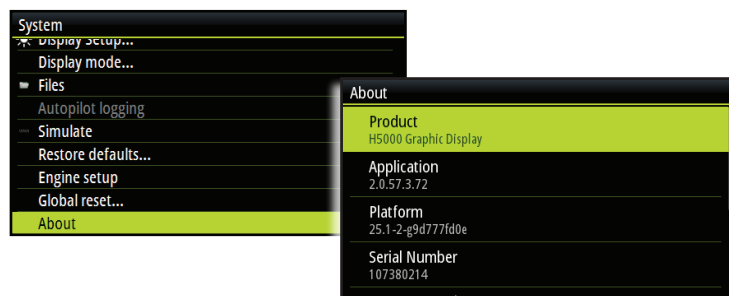 System
Display Setup...
Display mode...
Files
Autopilot logging
Simulate
Restore defaults...
Engine setup
Global reset...
About
About
Product
H5000 Graphic Display
Application
2.0.57.3.72
Platform
25.1-2-g9d777fd0e
Serial Number
107380214